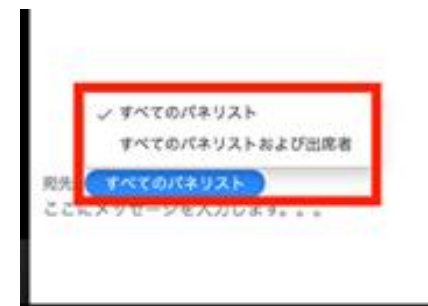 ✓ すべてのパネリスト
すべてのパネリストおよび出席者
宛先: すべてのパネリスト
ここにメッセージを入力します。。。